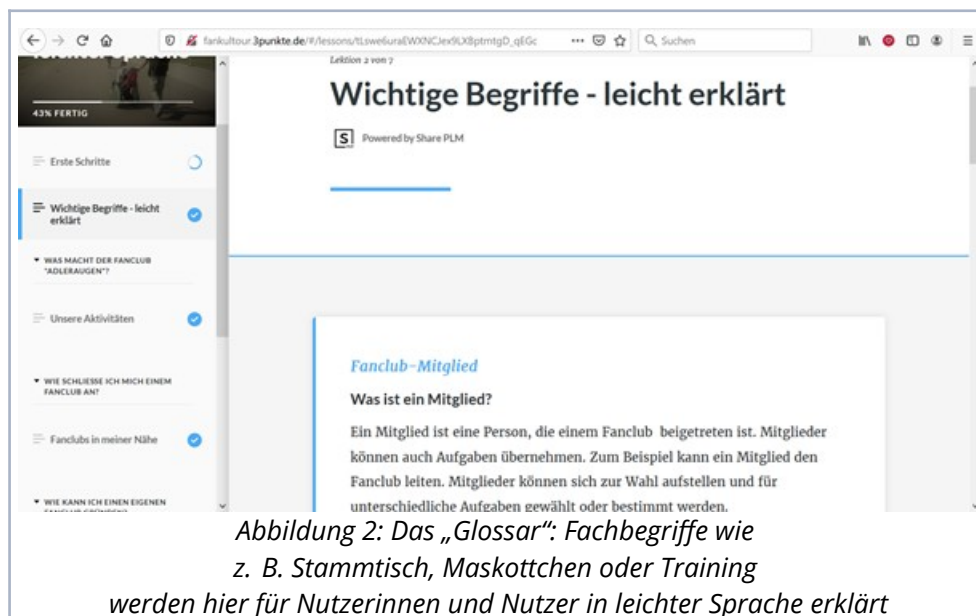 fankultour.3punkte.de/#/lessons/
Suchen
43% FERTIG
Erste Schritte
Wichtige Begriffe - leicht
erklärt
WAS MACHT DER FANCLUB
"ADLERAUGEN"?
Unsere Aktivitäten
WIE SCHLIESSE ICH MICH EINEM
FANCLUB AN?
Fanclubs in meiner Nähe
WIE KANN ICH EINEN EIGENEN
Lektion 2 von 7
Wichtige Begriffe - leicht erklärt
S Powered by Share PLM
Fanclub-Mitglied
Was ist ein Mitglied?
Ein Mitglied ist eine Person, die einem Fanclub beigetreten ist. Mitglieder
können auch Aufgaben übernehmen. Zum Beispiel kann ein Mitglied den
Fanclub leiten. Mitglieder können sich zur Wahl aufstellen und für
unterschiedliche Aufgaben gewählt oder bestimmt werden.
Abbildung 2: Das „Glossar“: Fachbegriffe wie
z. B. Stammtisch, Maskottchen oder Training
werden hier für Nutzerinnen und Nutzer in leichter Sprache erklärt